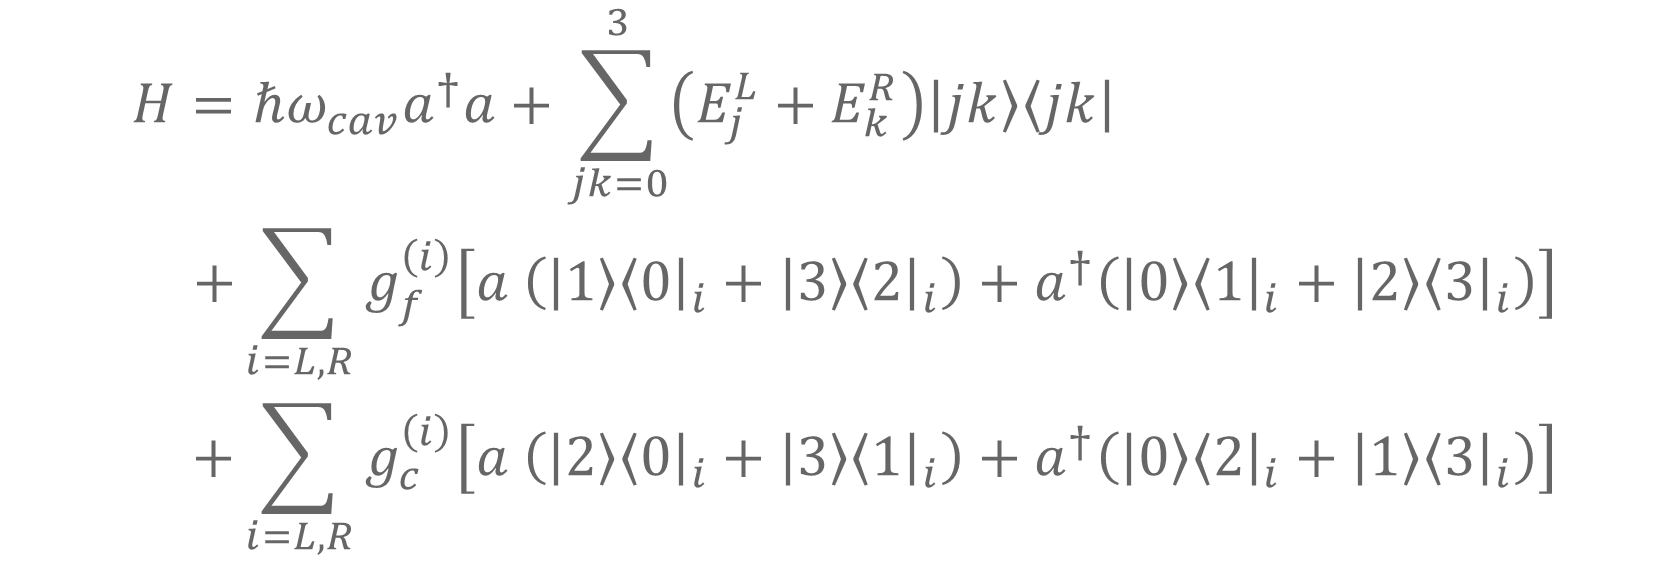 H = ℏω_{cav}a^†a + ∑_{jk=0}^{3} (E_j^L + E_k^R)|jk⟩⟨jk|
+ ∑_{i=L,R} g_f^{(i)}[a (|1⟩⟨0|_i + |3⟩⟨2|_i) + a^†(|0⟩⟨1|_i + |2⟩⟨3|_i)]
+ ∑_{i=L,R} g_c^{(i)}[a (|2⟩⟨0|_i + |3⟩⟨1|_i) + a^†(|0⟩⟨2|_i + |1⟩⟨3|_i)]